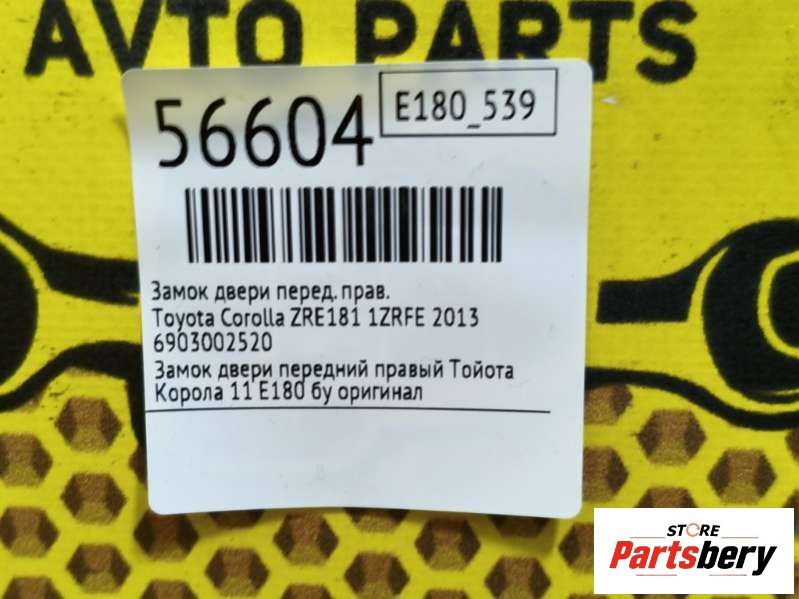 AVTO PARTS
56604
E180_539
Замок двери перед. прав.
Toyota Corolla ZRE181 1ZRFE 2013
6903002520
Замок двери передний правый Тойота
Корола 11 Е180 бу оригинал
STORE
Partsbery